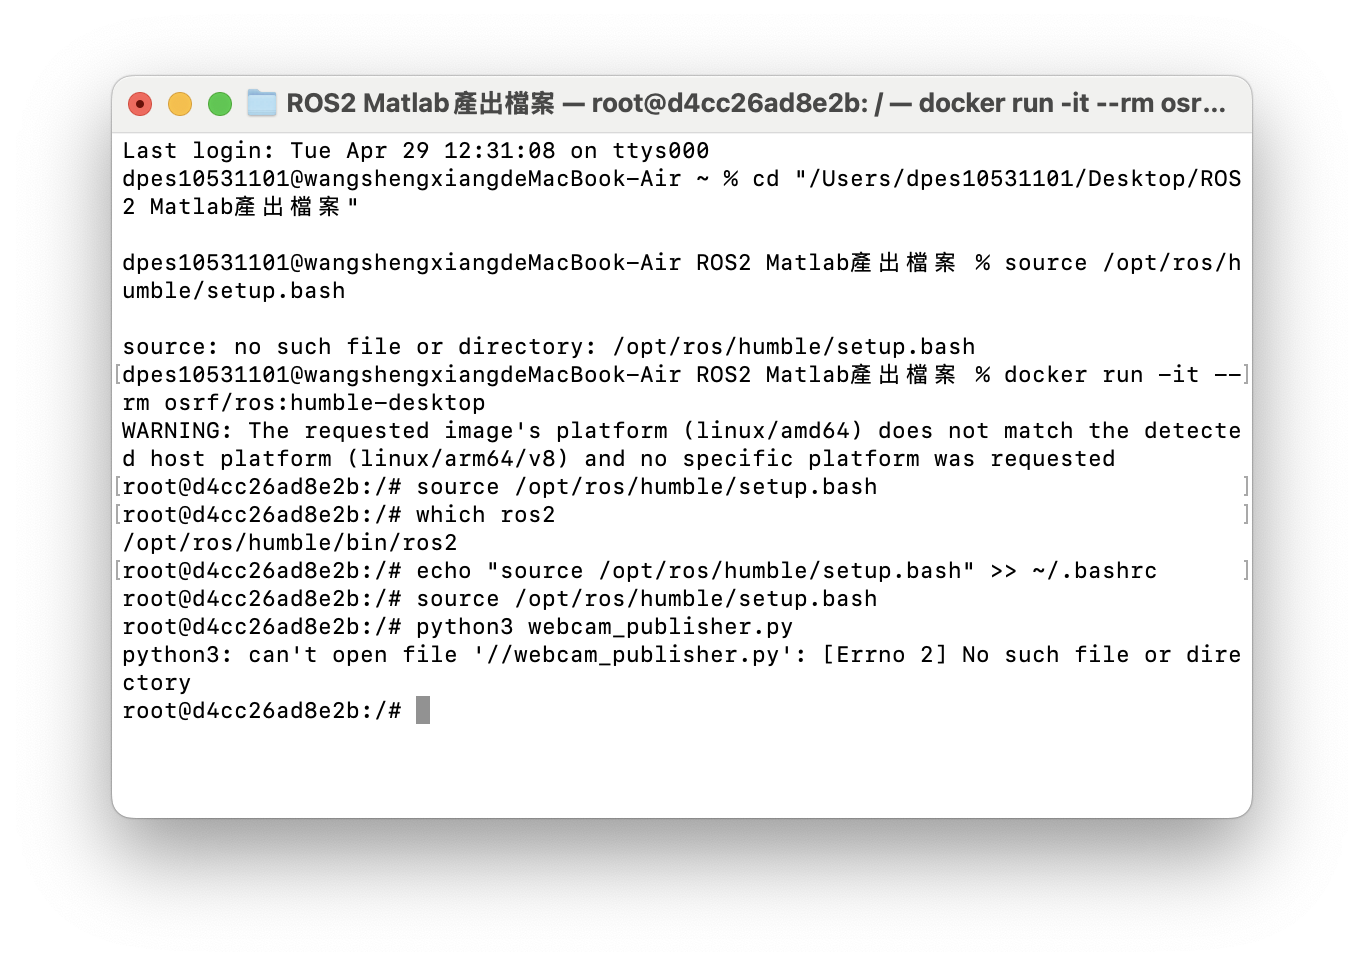 ROS2 Matlab產出檔案 — root@d4cc26ad8e2b: / — docker run -it --rm osr...
Last login: Tue Apr 29 12:31:08 on ttys000
dpes10531101@wangshengxiangdeMacBook-Air ~ % cd "/Users/dpes10531101/Desktop/ROS
2 Matlab產出檔案"
dpes10531101@wangshengxiangdeMacBook-Air ROS2 Matlab產出檔案 % source /opt/ros/h
umble/setup.bash
source: no such file or directory: /opt/ros/humble/setup.bash
[dpes10531101@wangshengxiangdeMacBook-Air ROS2 Matlab產出檔案 % docker run -it --]
rm osrf/ros:humble-desktop
WARNING: The requested image's platform (linux/amd64) does not match the detecte
d host platform (linux/arm64/v8) and no specific platform was requested
[root@d4cc26ad8e2b:/# source /opt/ros/humble/setup.bash ]
[root@d4cc26ad8e2b:/# which ros2 ]
/opt/ros/humble/bin/ros2
[root@d4cc26ad8e2b:/# echo "source /opt/ros/humble/setup.bash" >> ~/.bashrc ]
root@d4cc26ad8e2b:/# source /opt/ros/humble/setup.bash
root@d4cc26ad8e2b:/# python3 webcam_publisher.py
python3: can't open file '//webcam_publisher.py': [Errno 2] No such file or dire
ctory
root@d4cc26ad8e2b:/#